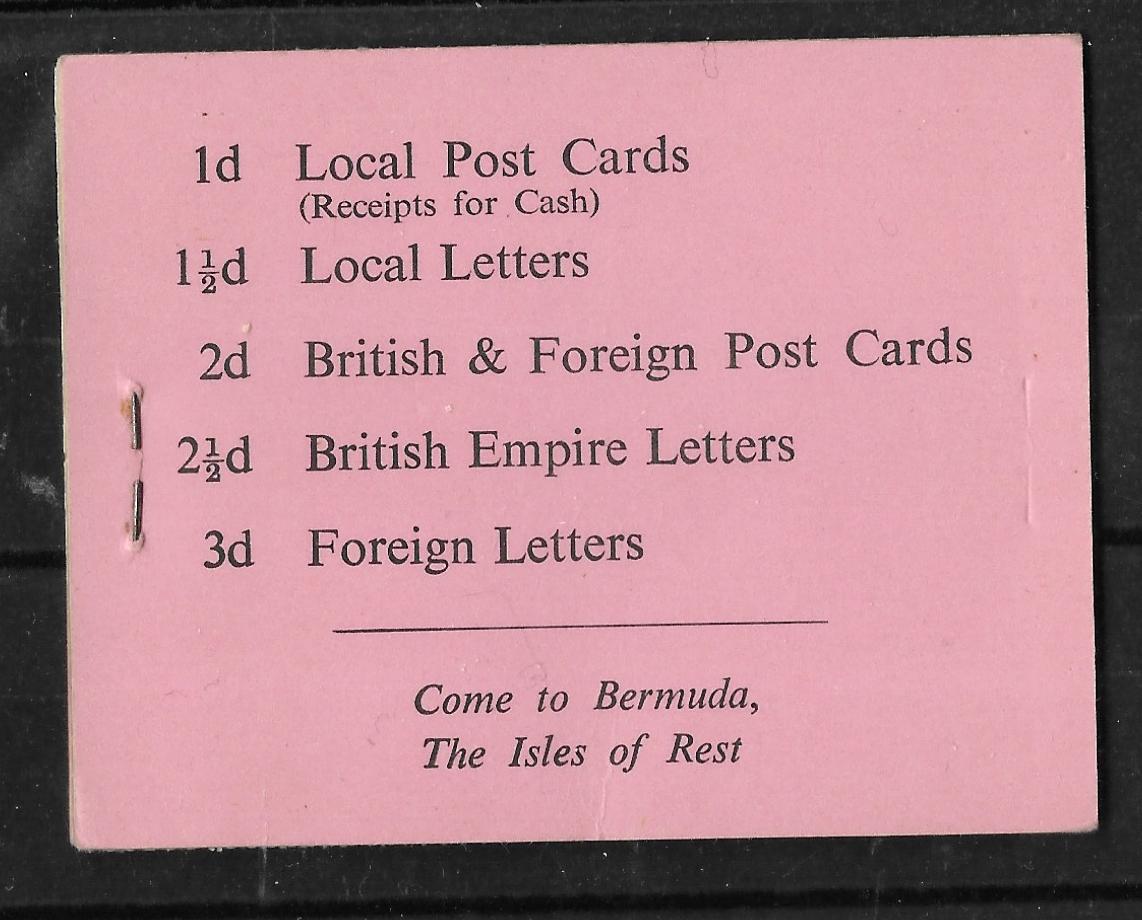 1d Local Post Cards
(Receipts for Cash)
1½d Local Letters
2d British & Foreign Post Cards
2½d British Empire Letters
3d Foreign Letters
Come to Bermuda,
The Isles of Rest